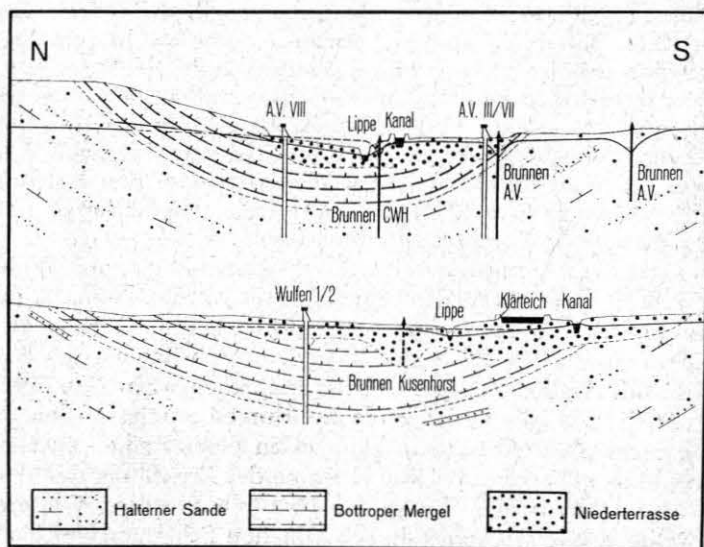 N
S
A.V. VIII
Lippe
Kanal
A.V. III/VII
Brunnen CWH
Brunnen
A.V.
Brunnen
A.V.
Wulfen 1/2
Lippe
Klärteich
Kanal
Brunnen Kusenhorst
Halterner Sande
Bottroper Mergel
Niederterrasse